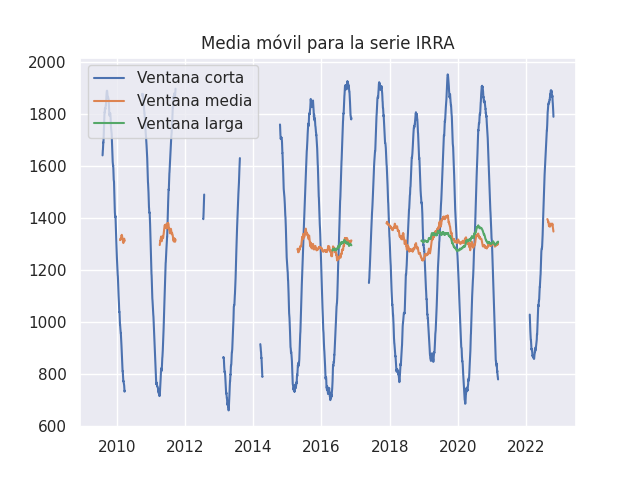 Media móvil para la serie IRRA
Ventana corta
Ventana media
Ventana larga
2000
1800
1600
1400
1200
1000
800
600
2010 2012 2014 2016 2018 2020 2022